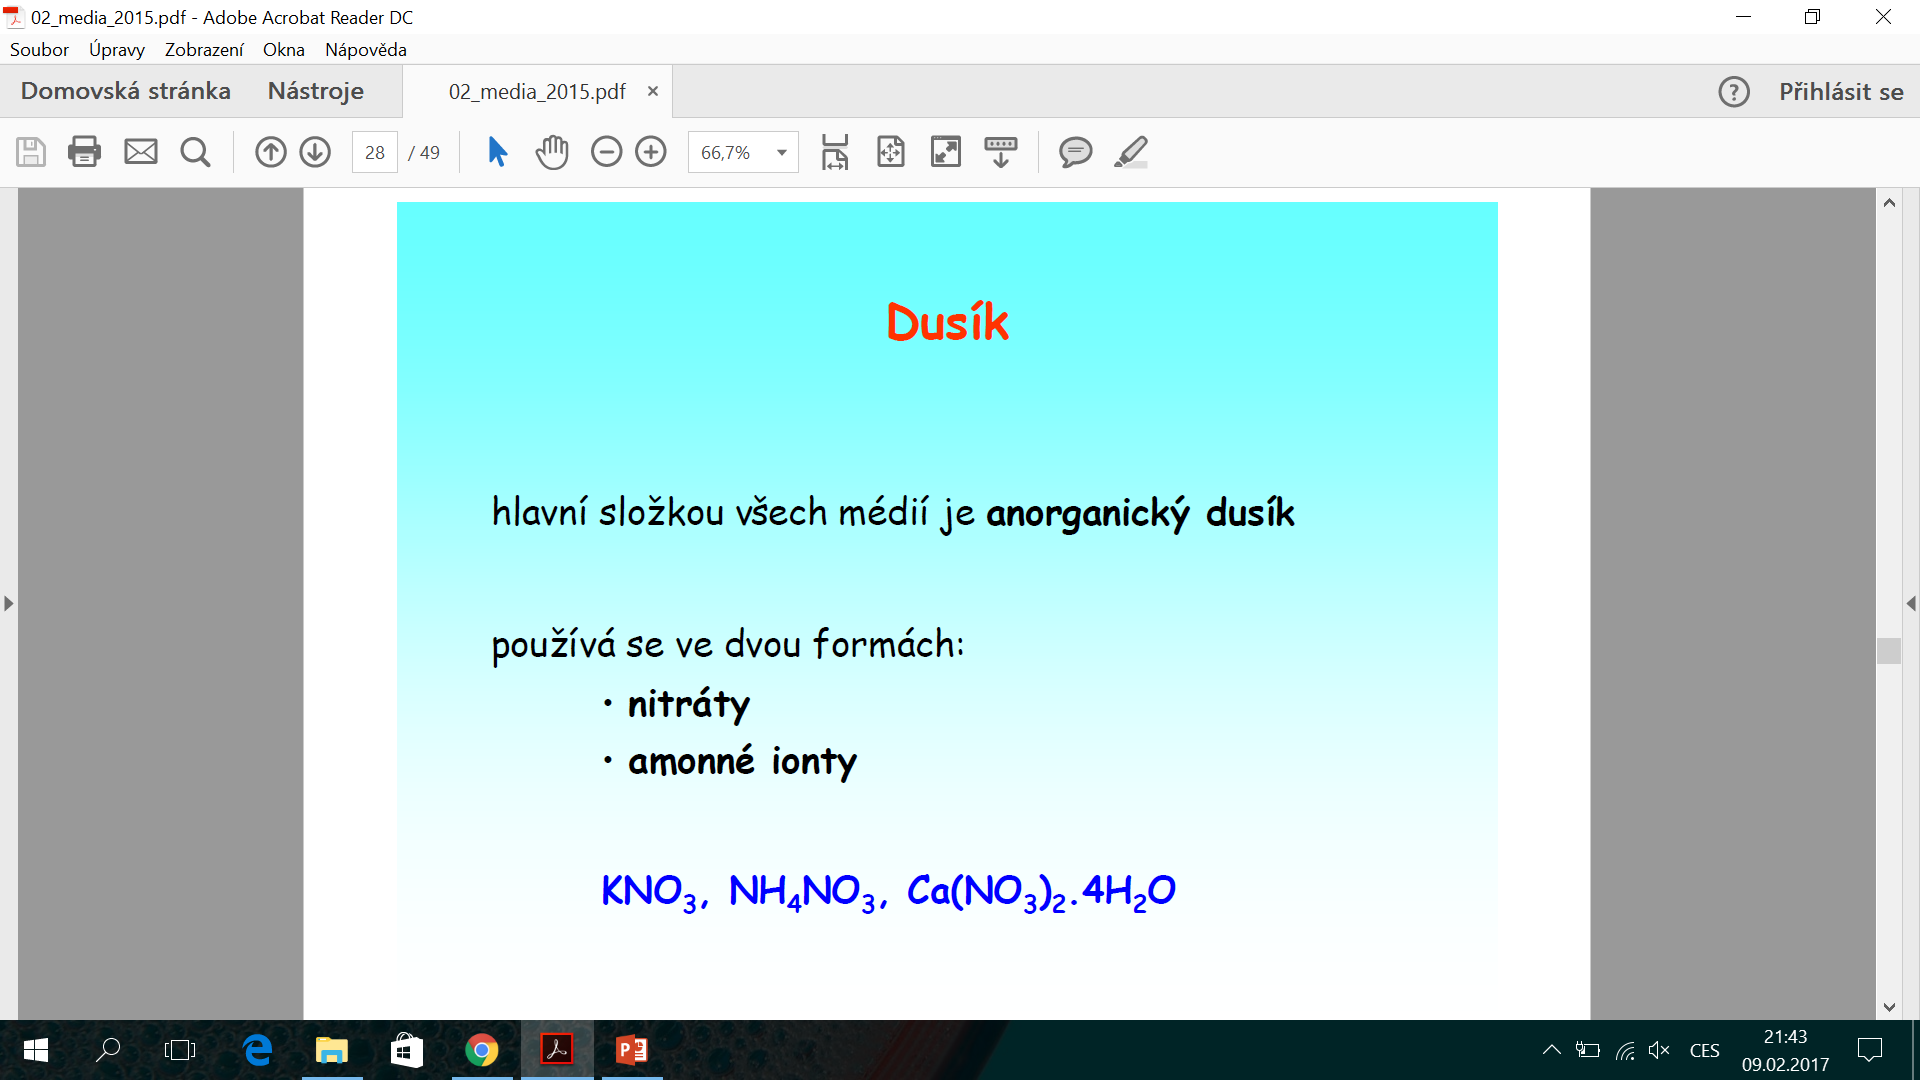 02_media_2015.pdf - Adobe Acrobat Reader DC
Soubor Úpravy Zobrazení Okna Nápověda
Domovská stránka Nástroje 02_media_2015.pdf × ? Přihlásit se
28 / 49 66,7%
Dusík
hlavní složkou všech médií je anorganický dusík
používá se ve dvou formách:
• nitráty
• amonné ionty
KNO₃, NH₄NO₃, Ca(NO₃)₂.4H₂O
CES
21:43
09.02.2017